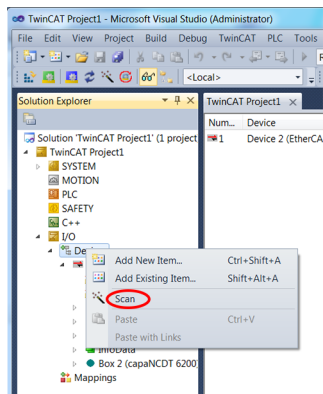 TwinCAT Project1 - Microsoft Visual Studio (Administrator)
File Edit View Project Build Debug TwinCAT PLC Tools
<Local>
Solution Explorer
TwinCAT Project1
Num... Device
1 Device 2 (EtherCA
Solution 'TwinCAT Project1' (1 project
TwinCAT Project1
SYSTEM
MOTION
PLC
SAFETY
C++
I/O
De
Add New Item... Ctrl+Shift+A
Add Existing Item... Shift+Alt+A
Scan
Paste Ctrl+V
Paste with Links
InfoData
Box 2 (capaNCDT 6200)
Mappings